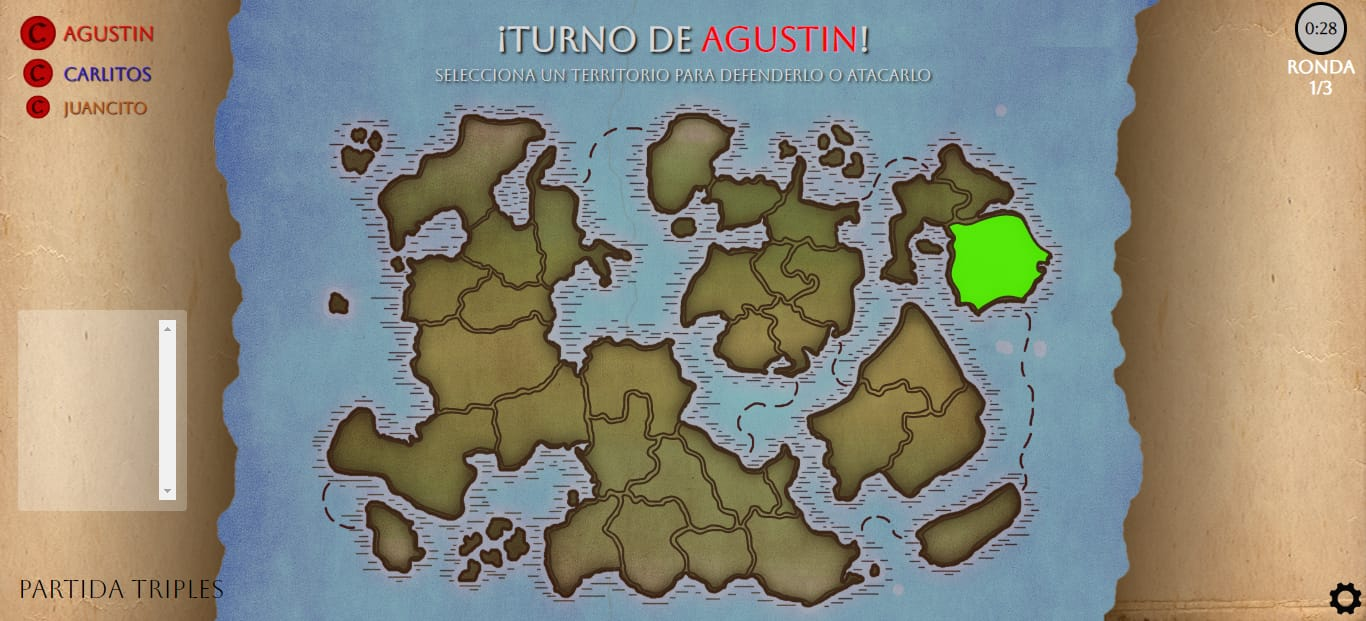 C AGUSTIN
C CARLITOS
C JUANCITO
¡TURNO DE AGUSTIN!
SELECCIONA UN TERRITORIO PARA DEFENDERLO O ATACARLO
0:28
RONDA
1/3
PARTIDA TRIPLES